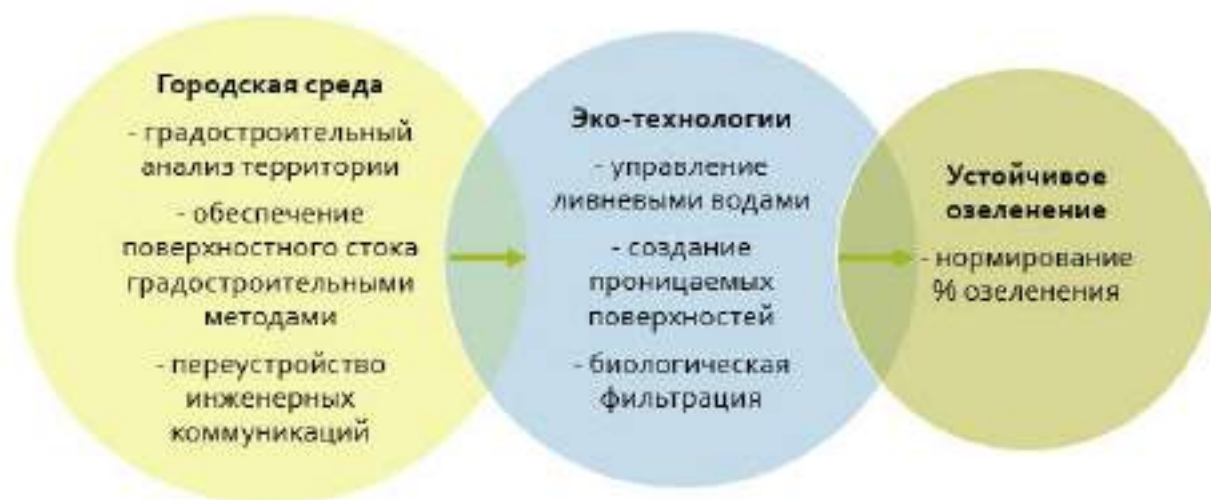 Городская среда
- градостроительный
анализ территории
- обеспечение
поверхностного стока
градостроительными
методами
- переустройство
инженерных
коммуникаций
Эко-технологии
- управление
ливневыми водами
- создание
проницаемых
поверхностей
- биологическая
фильтрация
Устойчивое
озеленение
- нормирование
% озеленения